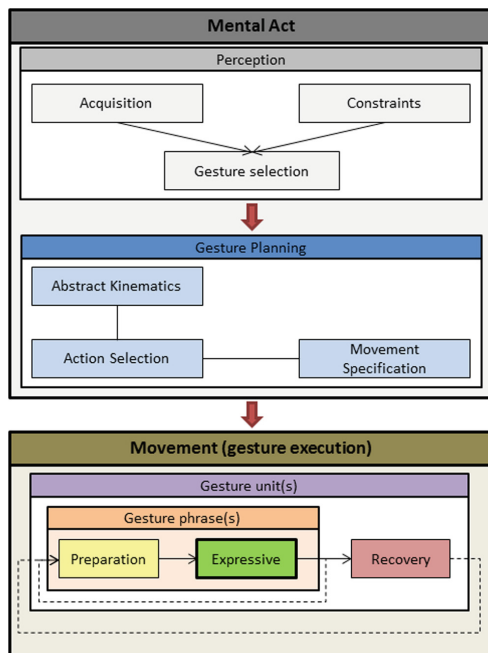 Mental Act
Perception
Acquisition
Constraints
Gesture selection
Gesture Planning
Abstract Kinematics
Action Selection
Movement
Specification
Movement (gesture execution)
Gesture unit(s)
Gesture phrase(s)
Preparation
Expressive
Recovery